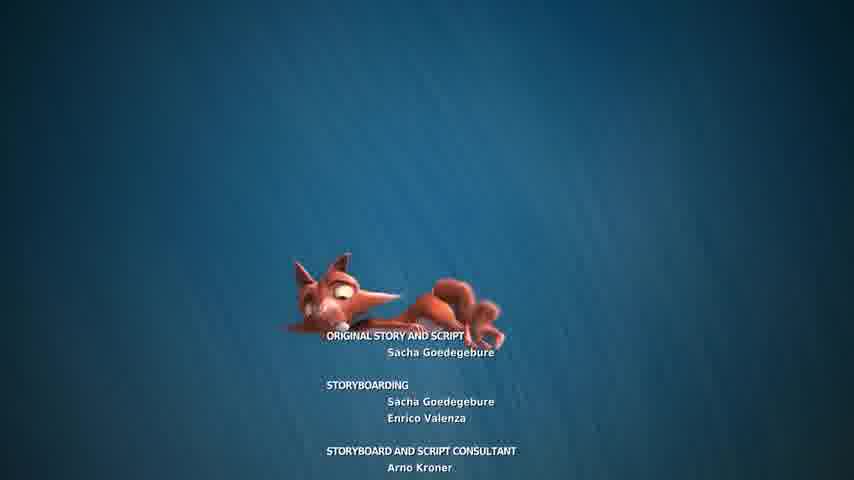 ORIGINAL STORY AND SCRIPT
Sacha Goedegebure
STORYBOARDING
Sacha Goedegebure
Enrico Valenza
STORYBOARD AND SCRIPT CONSULTANT
Arno Kroner